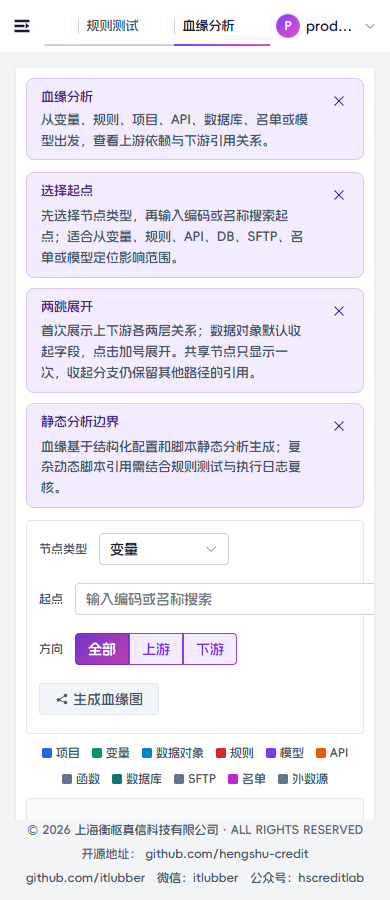 规则测试 血缘分析 P prod...
血缘分析
从变量、规则、项目、API、数据库、名单或模
型出发，查看上游依赖与下游引用关系。
选择起点
先选择节点类型，再输入编码或名称搜索起
点；适合从变量、规则、API、DB、SFTP、名
单或模型定位影响范围。
两跳展开
首次展示上下游各两层关系；数据对象默认收
起字段，点击加号展开。共享节点只显示一
次，收起分支仍保留其他路径的引用。
静态分析边界
血缘基于结构化配置和脚本静态分析生成；复
杂动态脚本引用需结合规则测试与执行日志复
核。
节点类型 变量
起点 输入编码或名称搜索
方向 全部 上游 下游
生成血缘图
项目 变量 数据对象 规则 模型 API
函数 数据库 SFTP 名单 外数源
© 2026 上海衡枢真信科技有限公司 · ALL RIGHTS RESERVED
开源地址： github.com/hengshu-credit
github.com/itlubber 微信：itlubber 公众号：hscreditlab